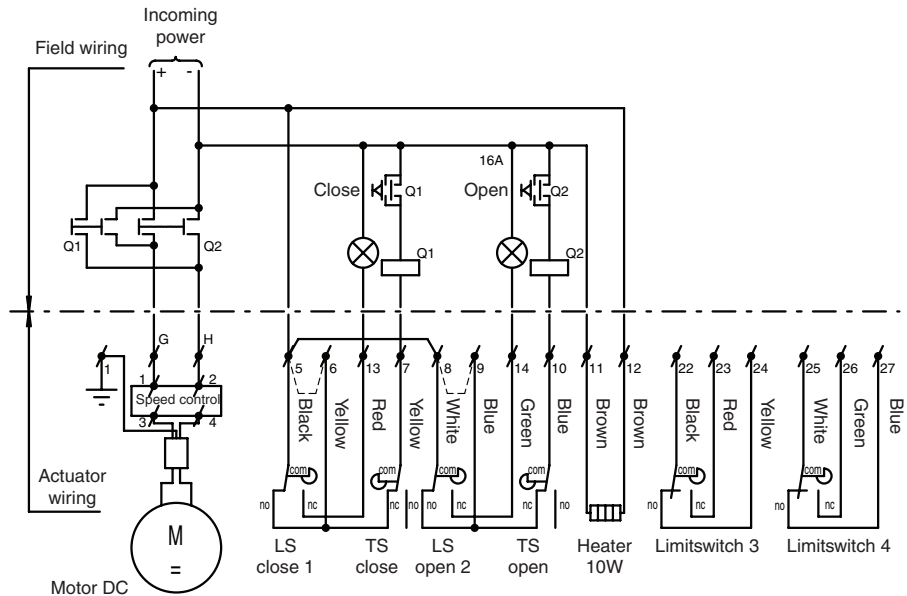 Incoming
power
Field wiring
+ -
16A
Close Q1 Open Q2
Q1 Q2
Q1 Q2
G H
1 5 6 13 7 8 9 14 10 11 12 22 23 24 25 26 27
1 2
Speed control
3 4
Black Yellow Red Yellow White Blue Green Blue Brown Brown Black Red Yellow White Green Blue
Actuator
wiring
com com com com com com
no nc nc no no nc nc no no nc no nc
M
=
Motor DC
LS
close 1
TS
close
LS
open 2
TS
open
Heater
10W
Limitswitch 3
Limitswitch 4